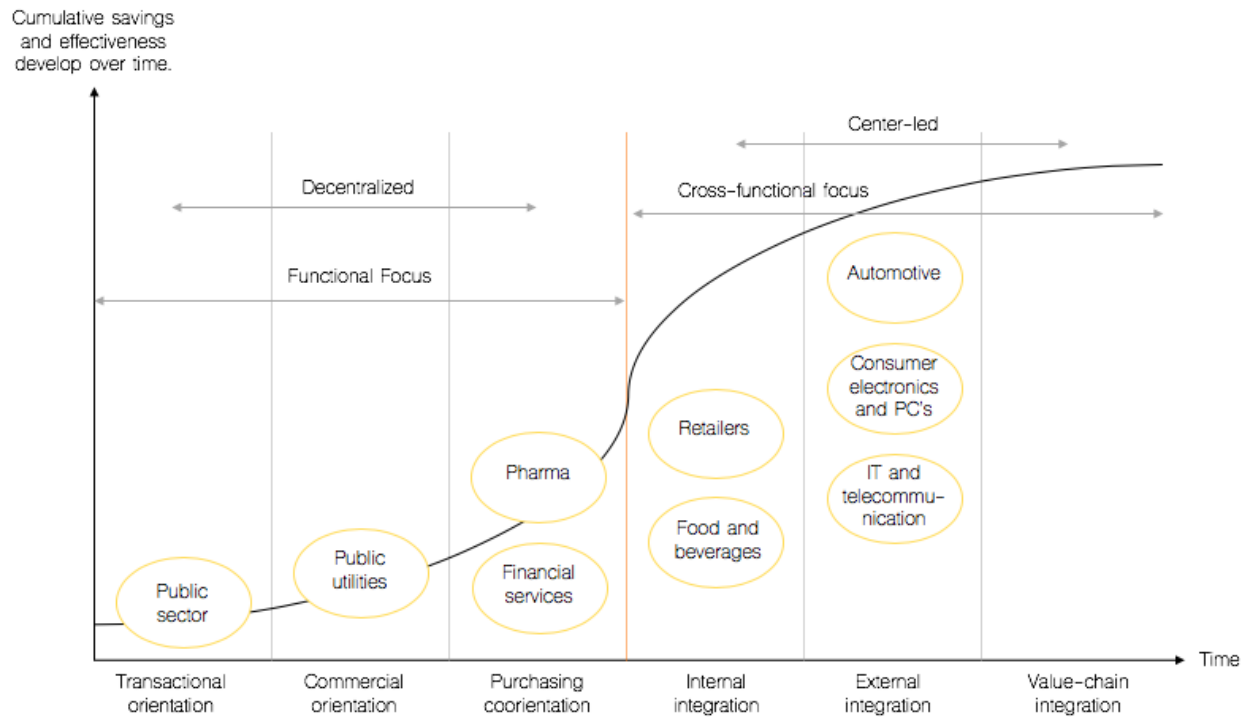 Cumulative savings
and effectiveness
develop over time.
Center-led
Decentralized
Cross-functional focus
Functional Focus
Automotive
Consumer
electronics
and PC's
Retailers
Pharma
IT and
telecommu-
nication
Food and
beverages
Public
utilities
Financial
services
Public
sector
Time
Transactional
orientation
Commercial
orientation
Purchasing
coorientation
Internal
integration
External
integration
Value-chain
integration